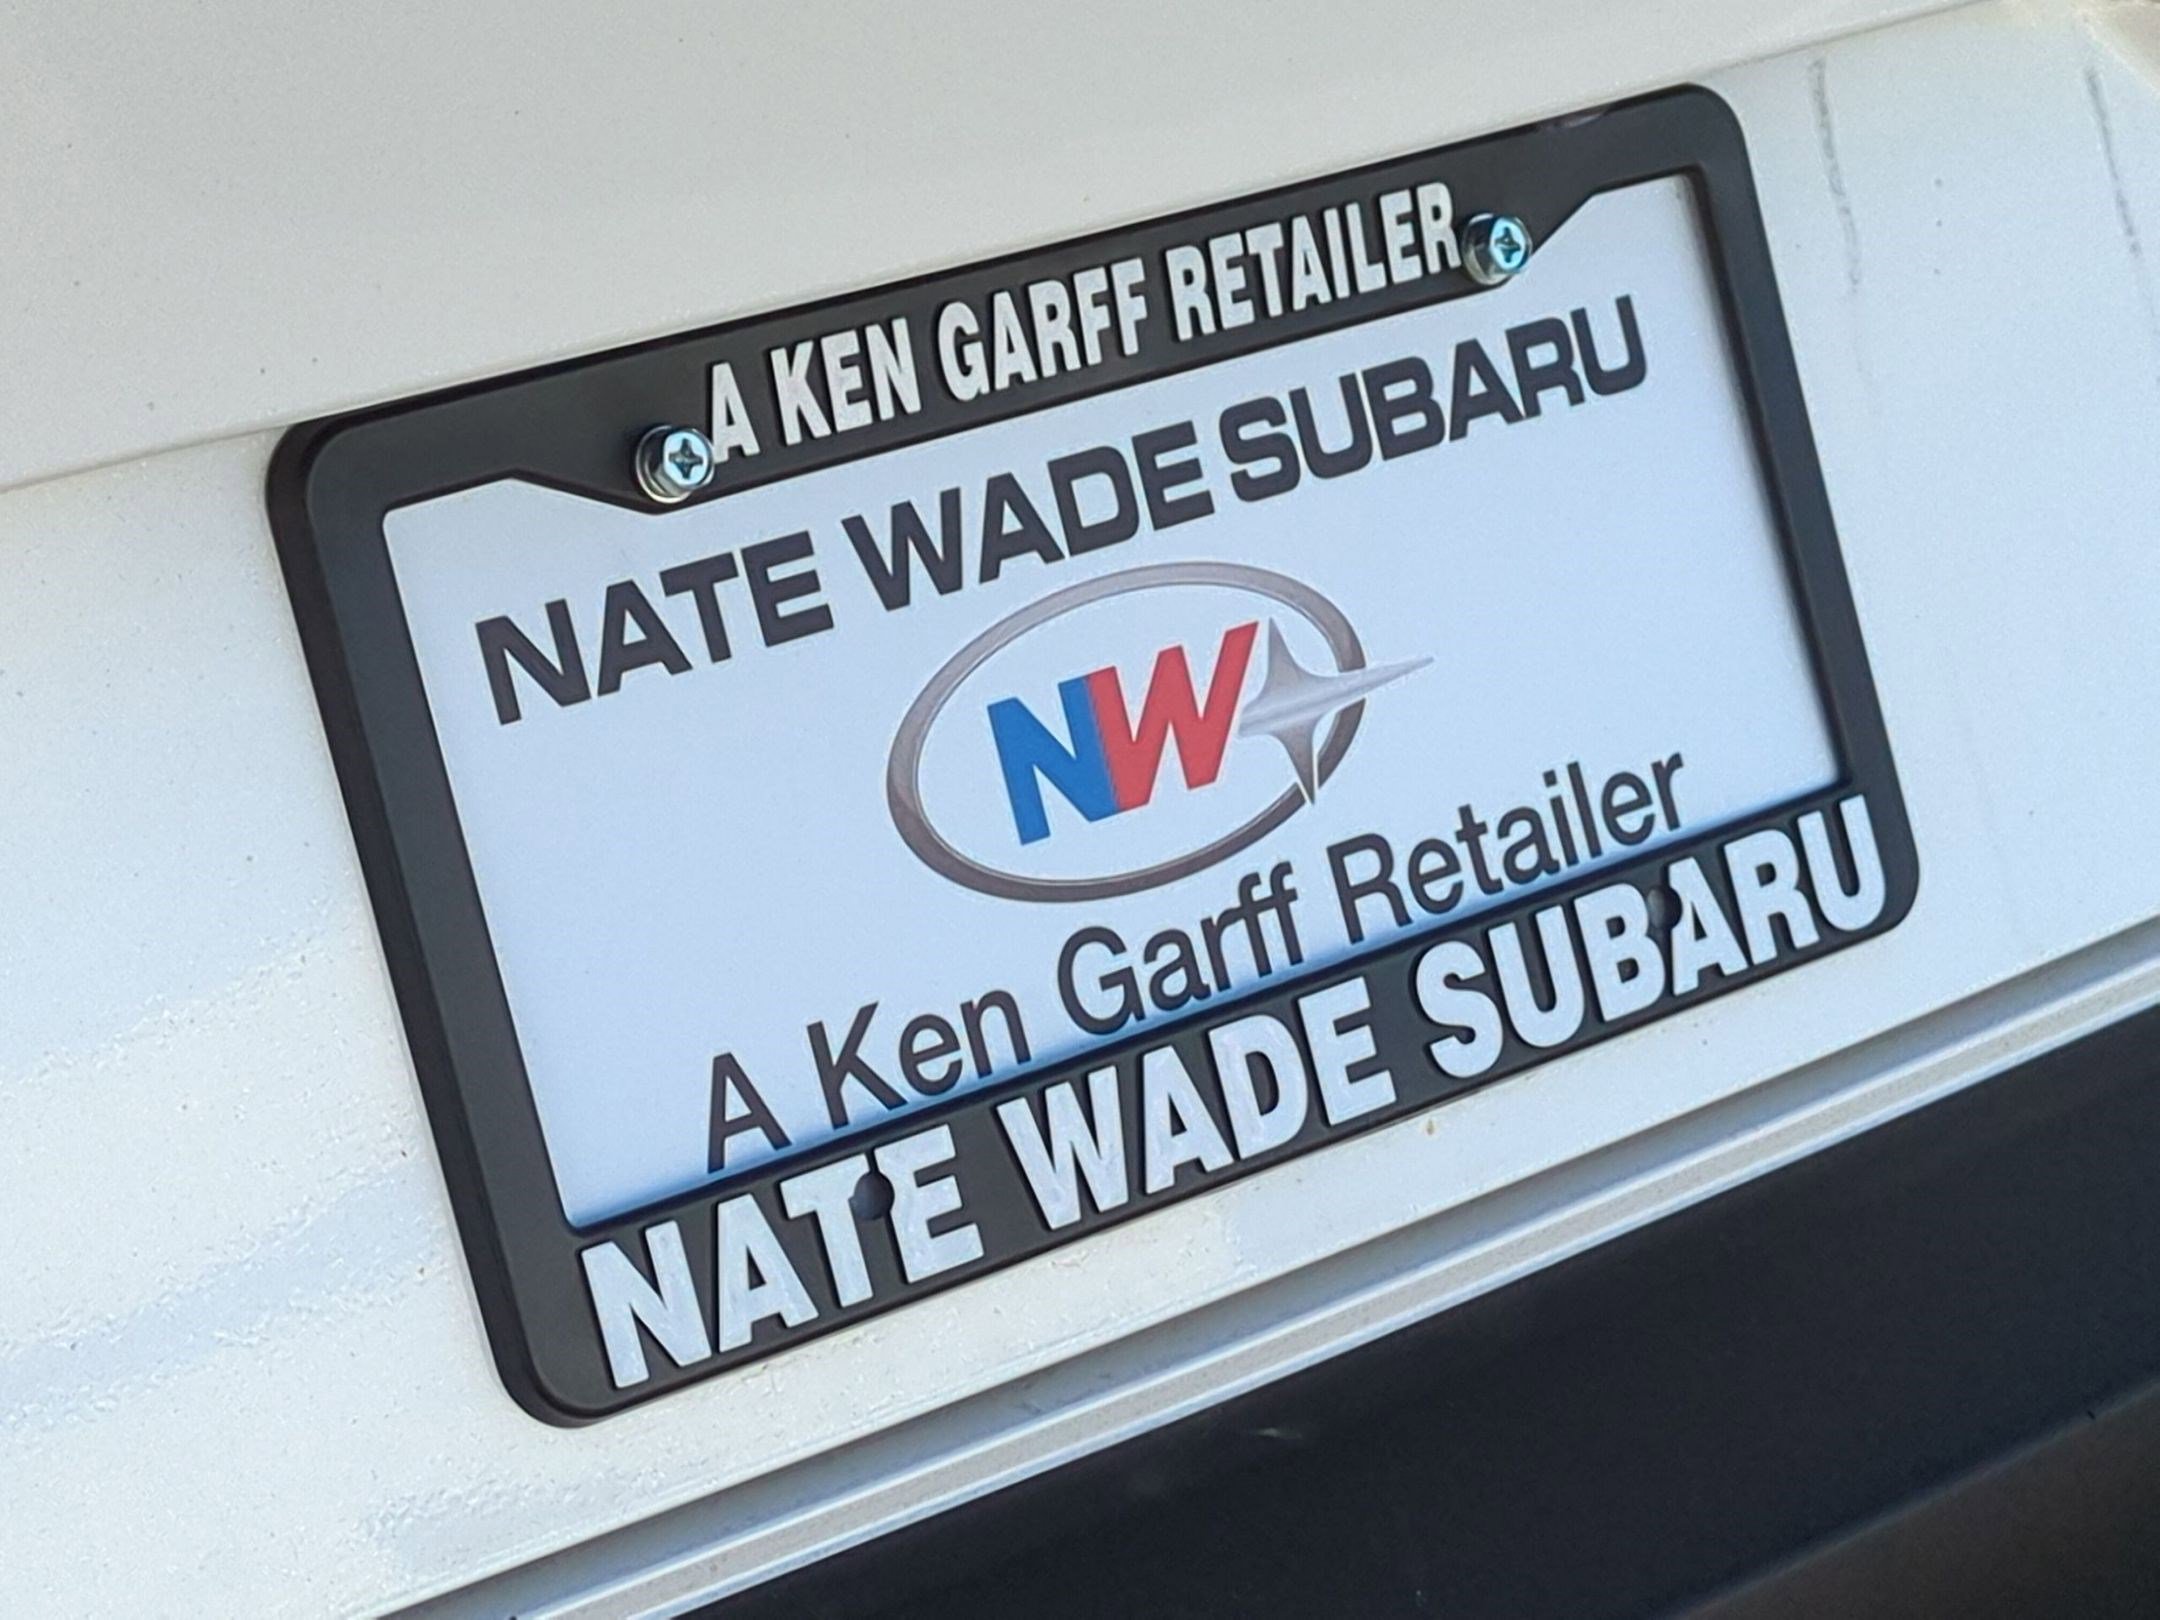 A KEN GARFF RETAILER
NATE WADE SUBARU
NW
A Ken Garff Retailer
NATE WADE SUBARU